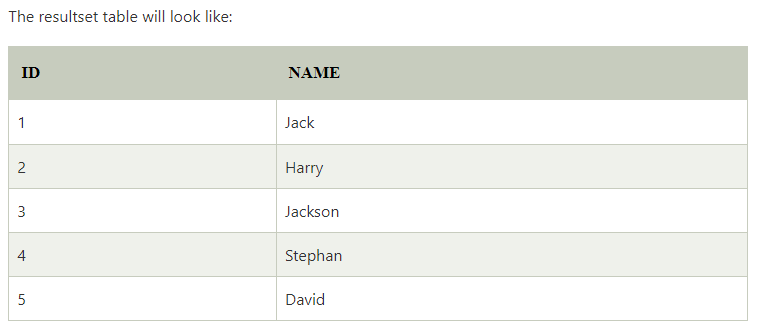 The resultset table will look like:
ID NAME
1 Jack
2 Harry
3 Jackson
4 Stephan
5 David